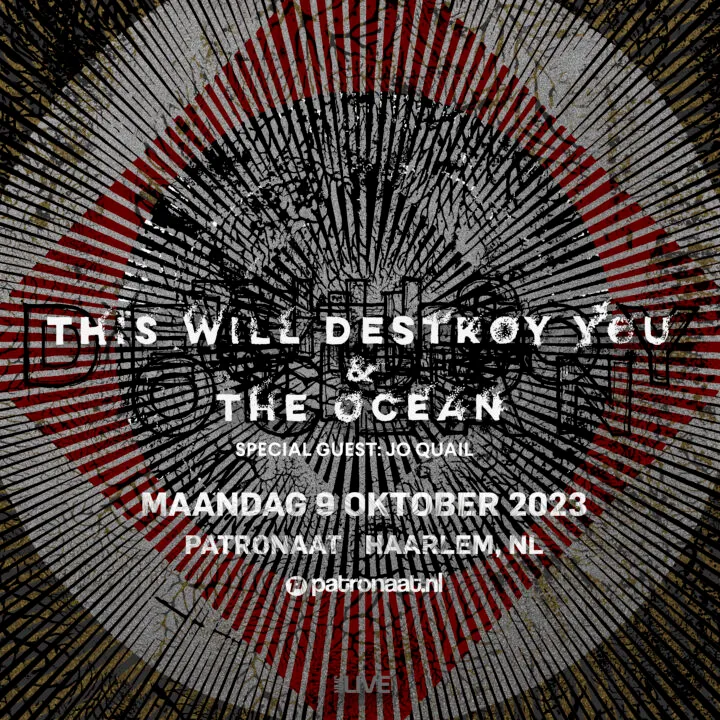 THIS WILL DESTROY YOU
&
THE OCEAN
SPECIAL GUEST: JO QUAIL
MAANDAG 9 OKTOBER 2023
PATRONAAT | HAARLEM, NL
patronaat.nl
LIVE